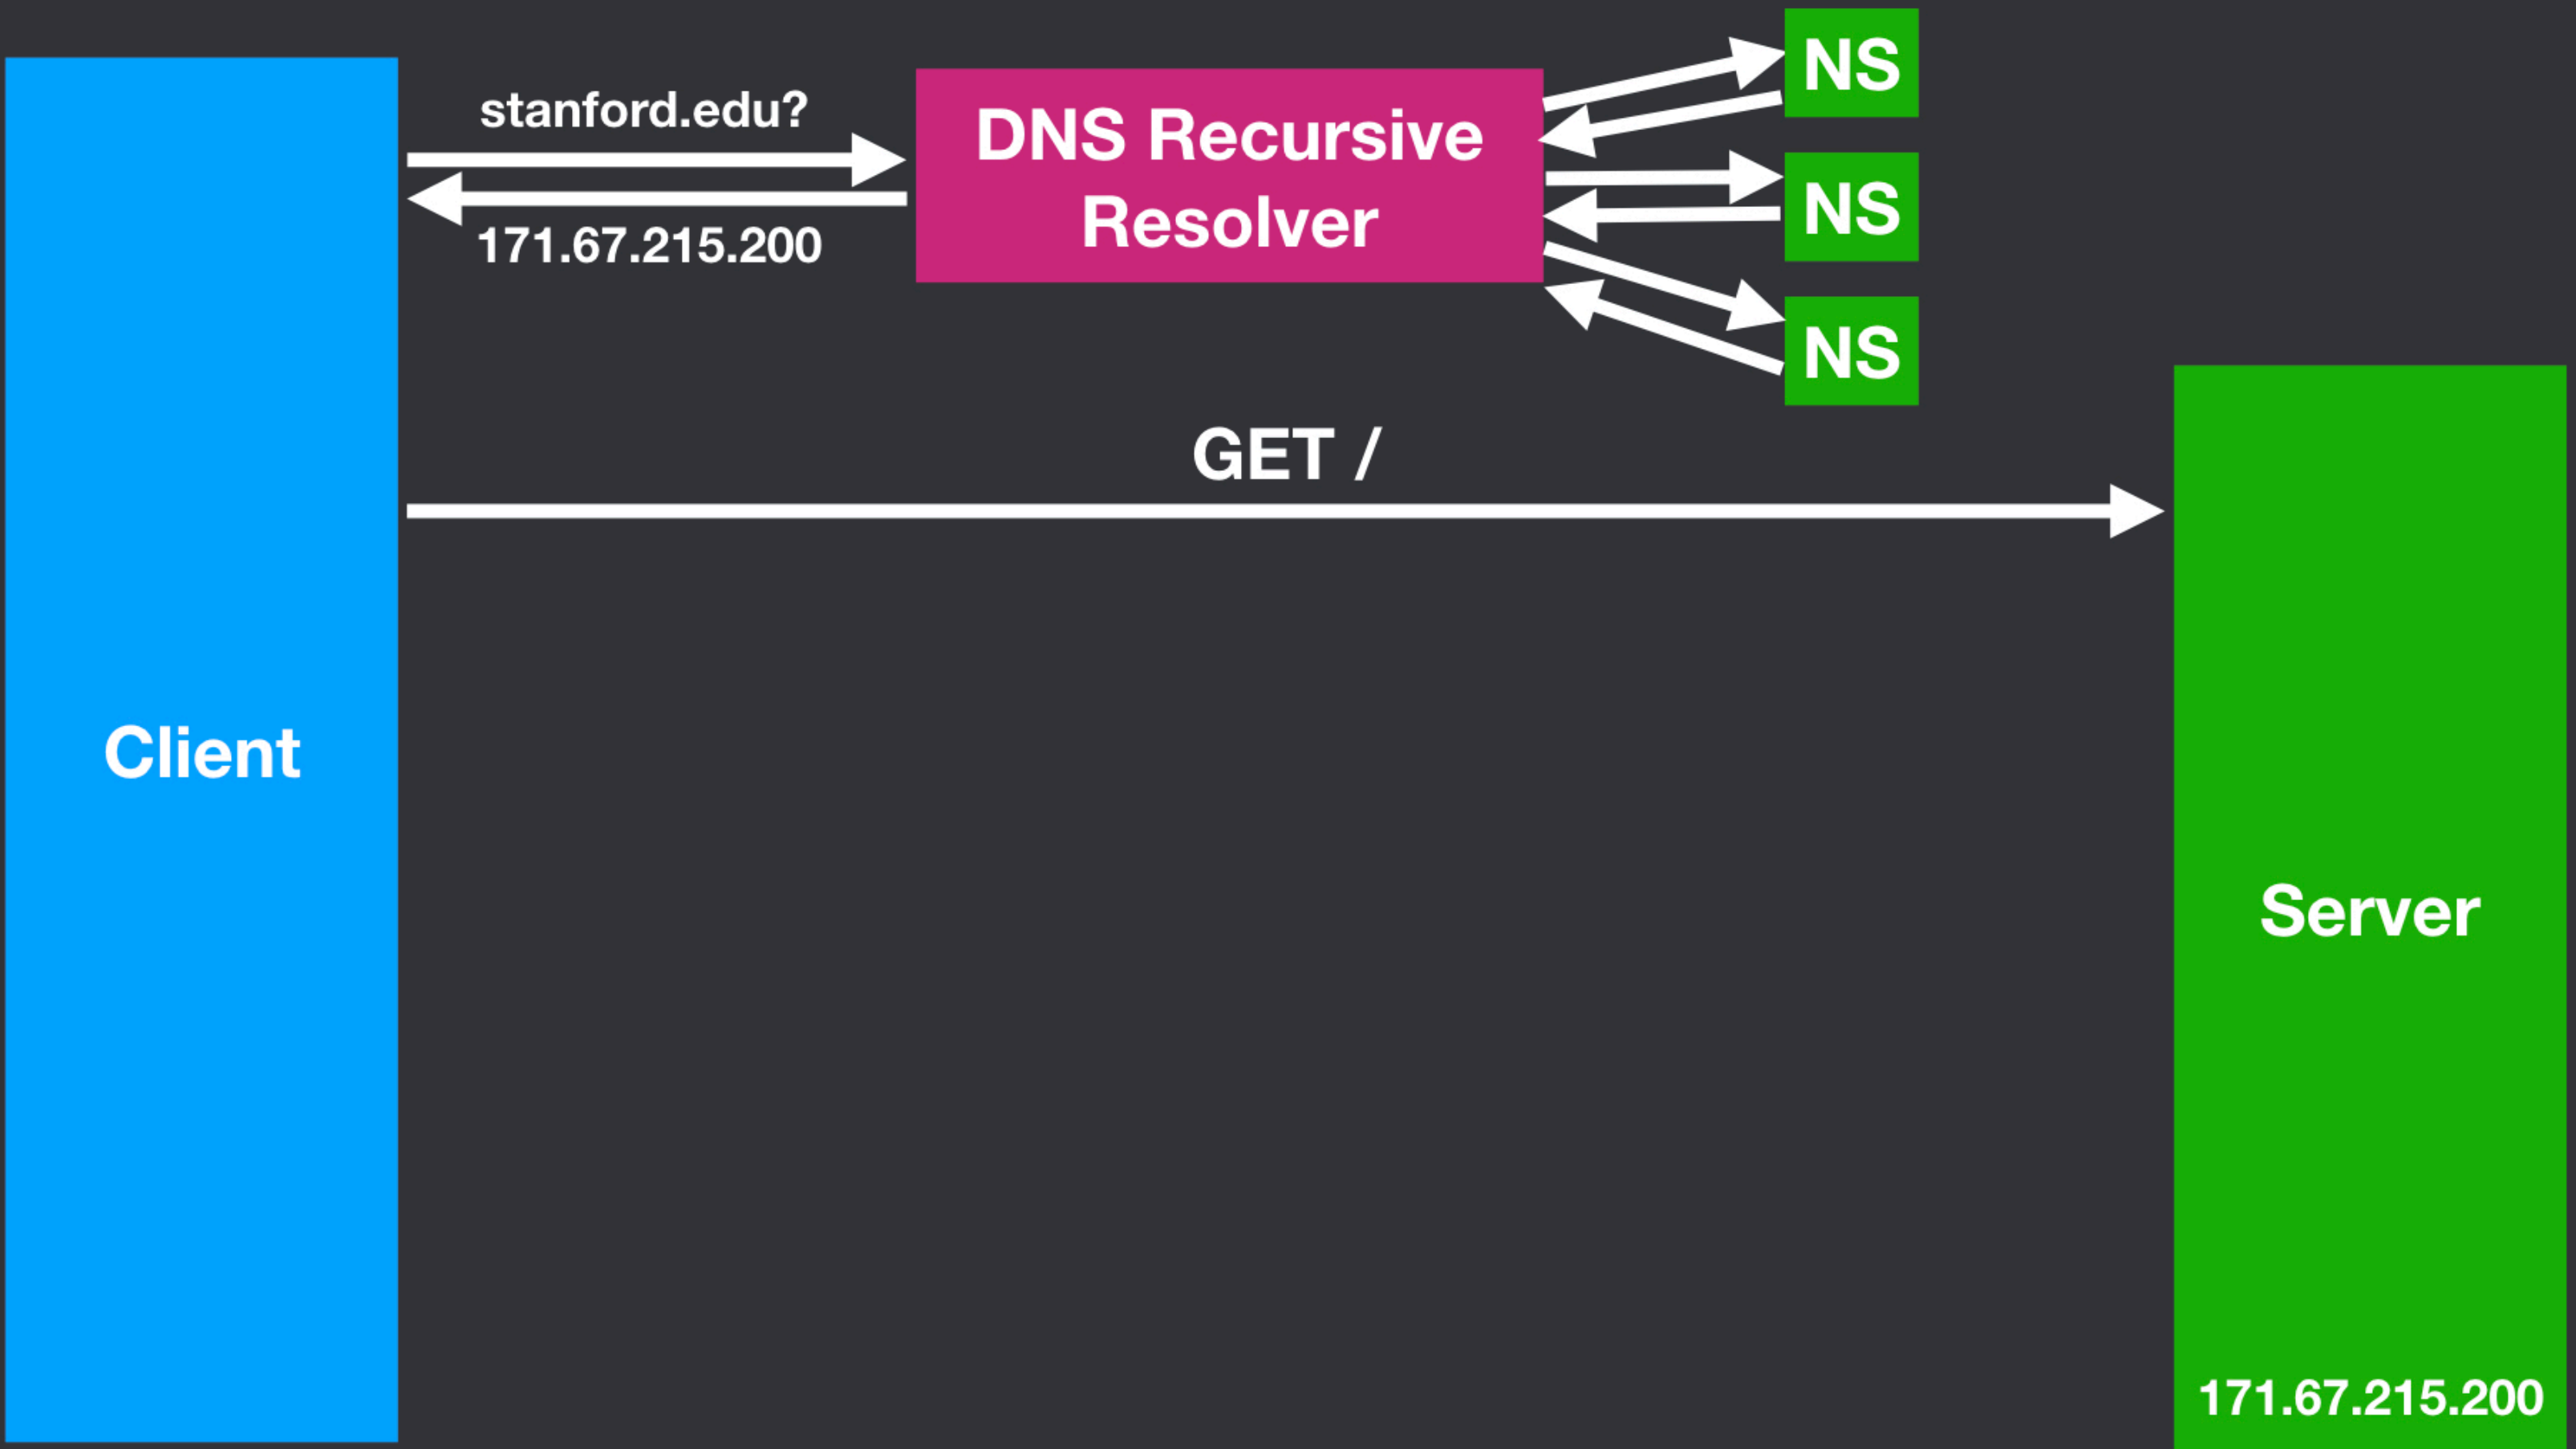 stanford.edu?
171.67.215.200
DNS Recursive
Resolver
NS
NS
NS
GET /
Client
Server
171.67.215.200